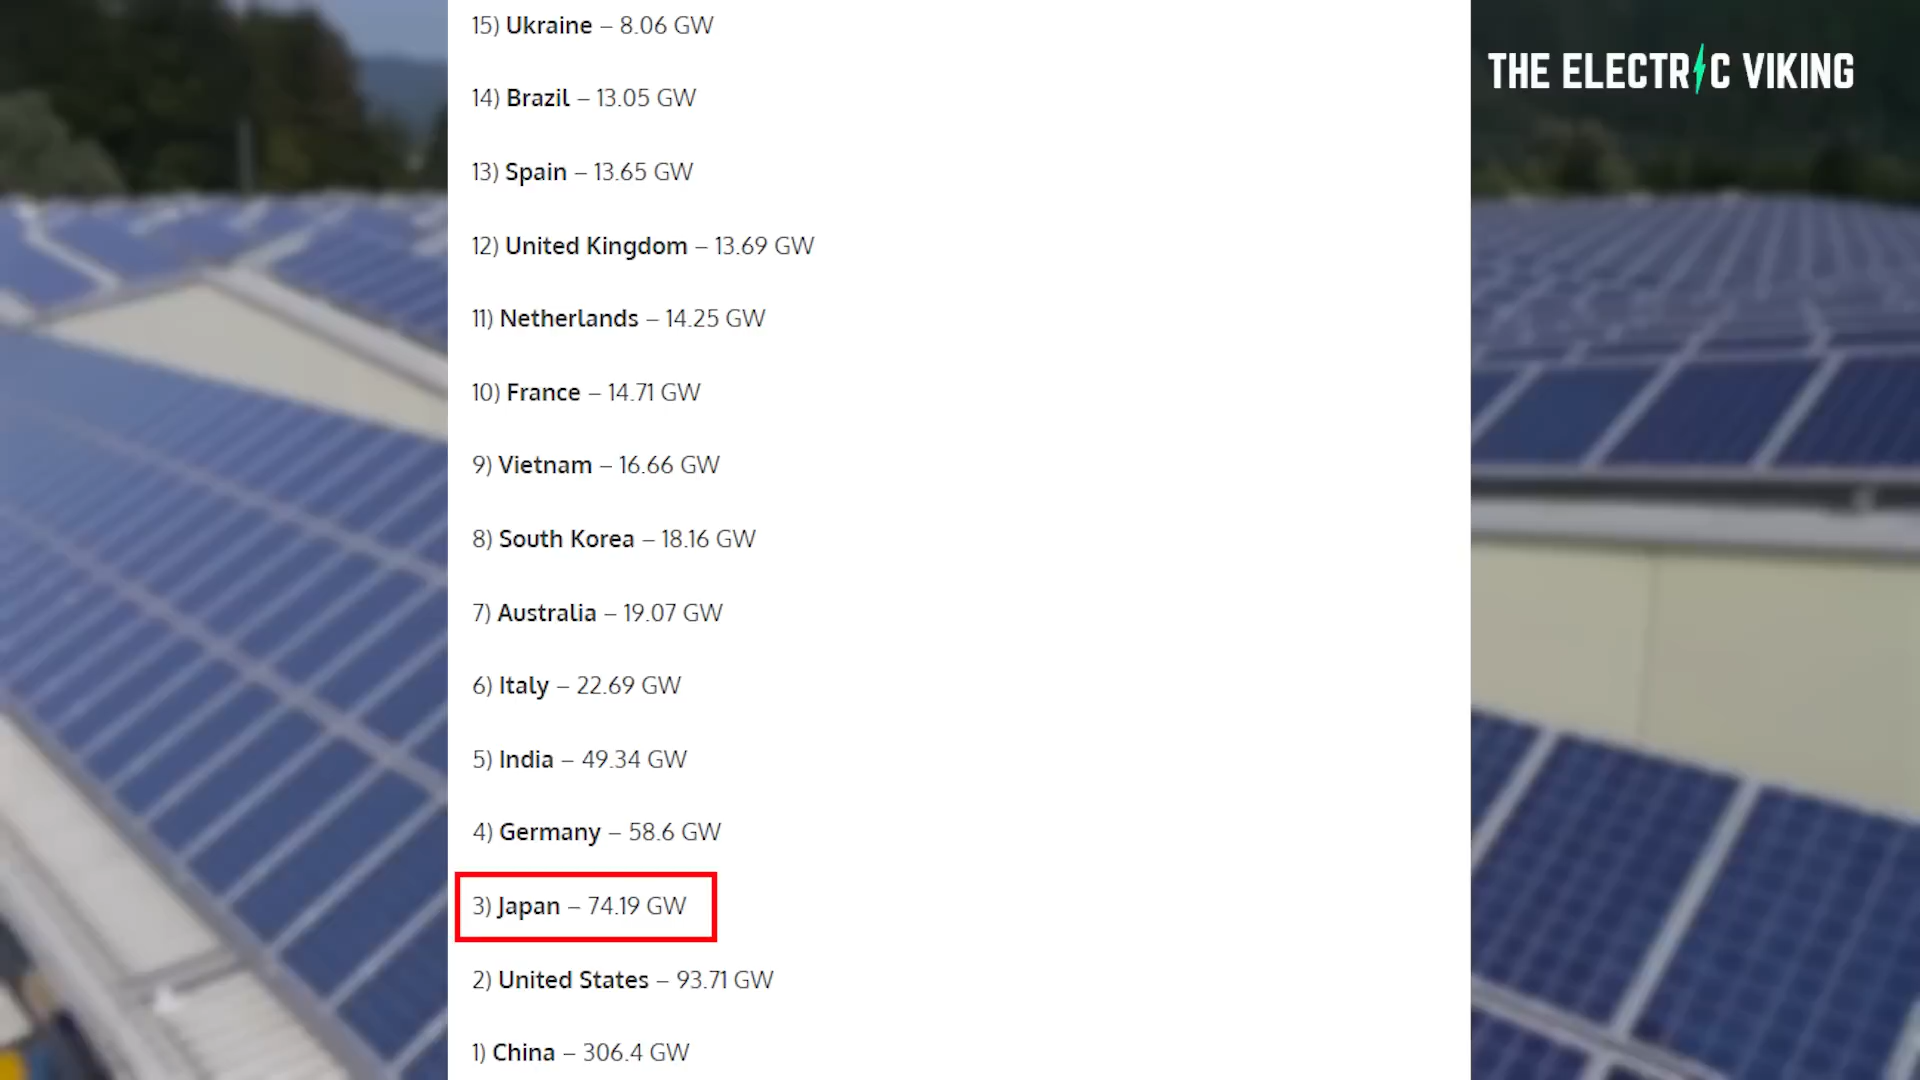 15) Ukraine – 8.06 GW
THE ELECTRIC VIKING
14) Brazil – 13.05 GW
13) Spain – 13.65 GW
12) United Kingdom – 13.69 GW
11) Netherlands – 14.25 GW
10) France – 14.71 GW
9) Vietnam – 16.66 GW
8) South Korea – 18.16 GW
7) Australia – 19.07 GW
6) Italy – 22.69 GW
5) India – 49.34 GW
4) Germany – 58.6 GW
3) Japan – 74.19 GW
2) United States – 93.71 GW
1) China – 306.4 GW